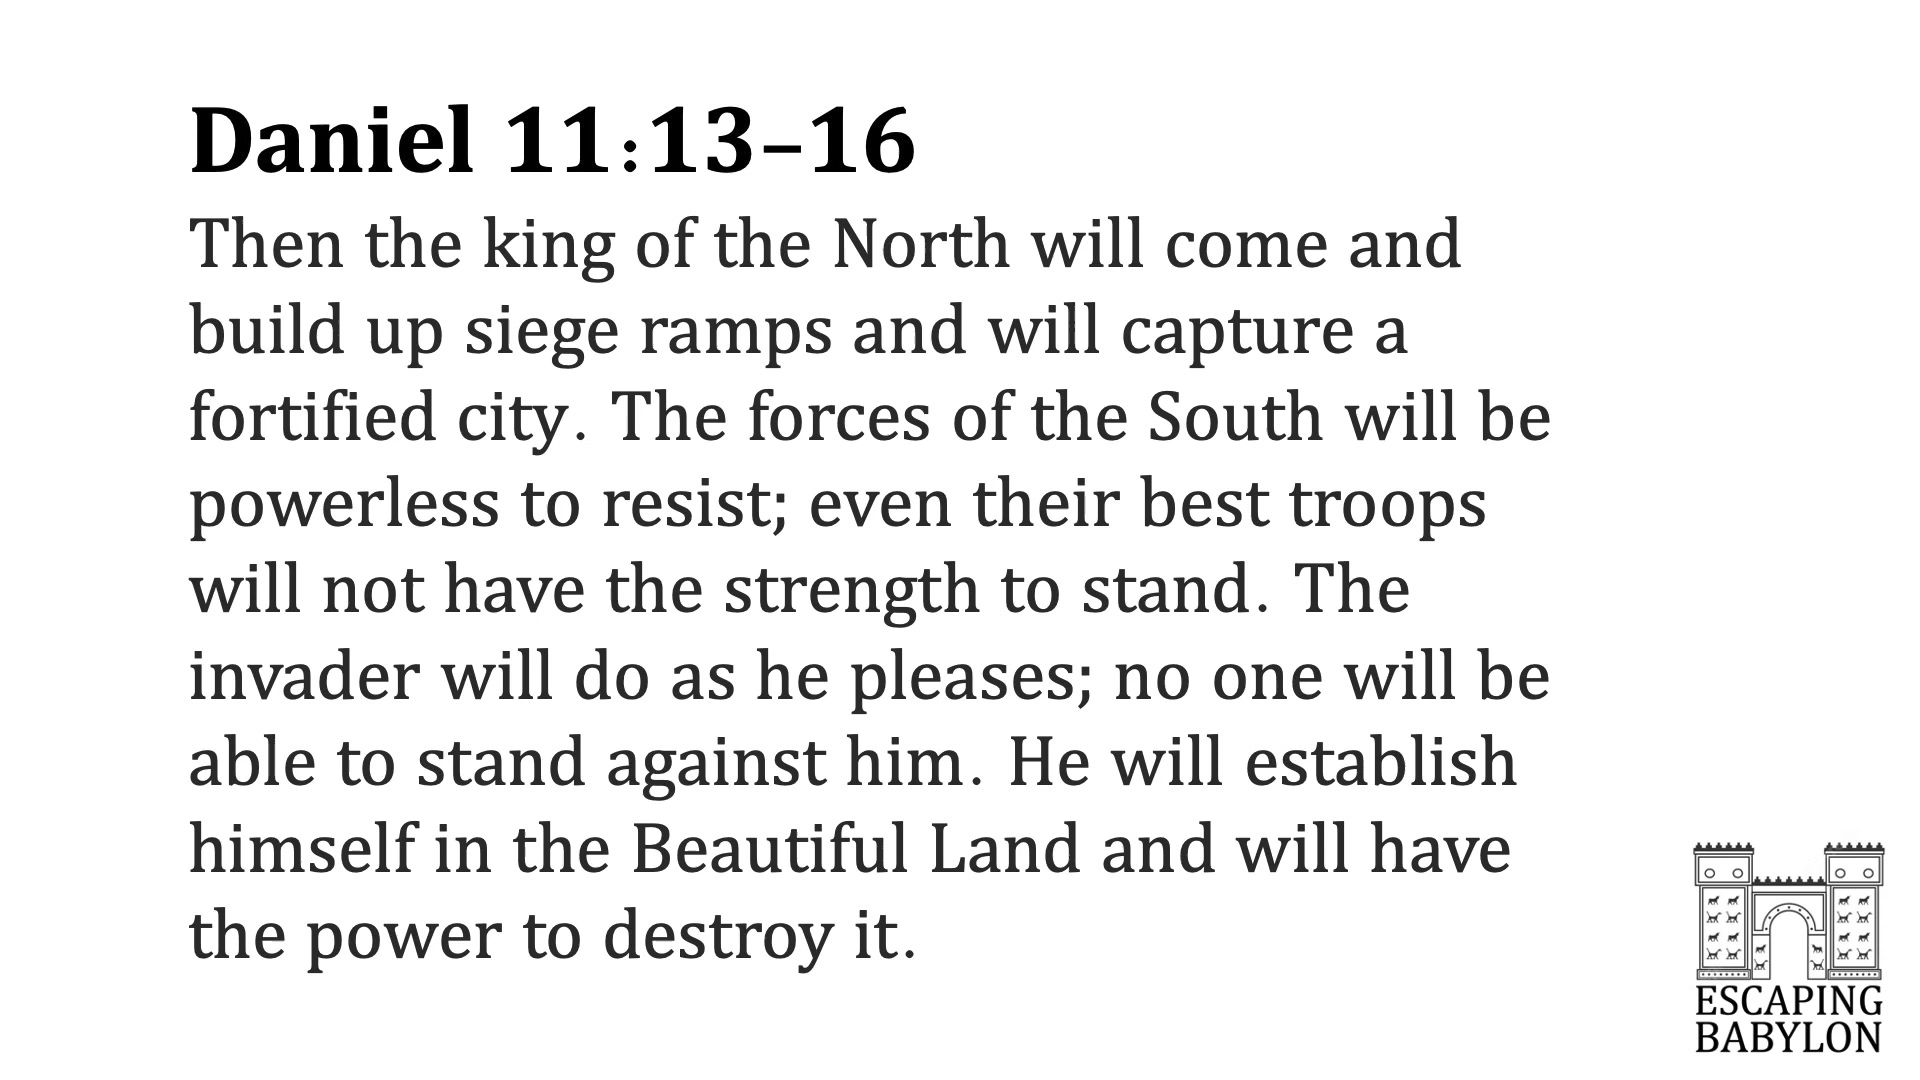 Daniel 11:13–16
Then the king of the North will come and
build up siege ramps and will capture a
fortified city. The forces of the South will be
powerless to resist; even their best troops
will not have the strength to stand. The
invader will do as he pleases; no one will be
able to stand against him. He will establish
himself in the Beautiful Land and will have
the power to destroy it.
ESCAPING
BABYLON